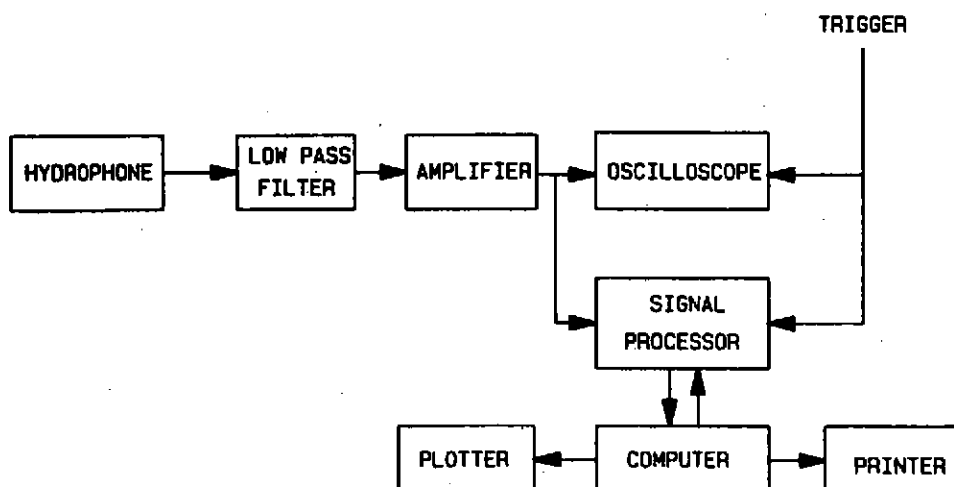 TRIGGER
HYDROPHONE
LOW PASS
FILTER
AMPLIFIER
OSCILLOSCOPE
SIGNAL
PROCESSOR
PLOTTER
COMPUTER
PRINTER